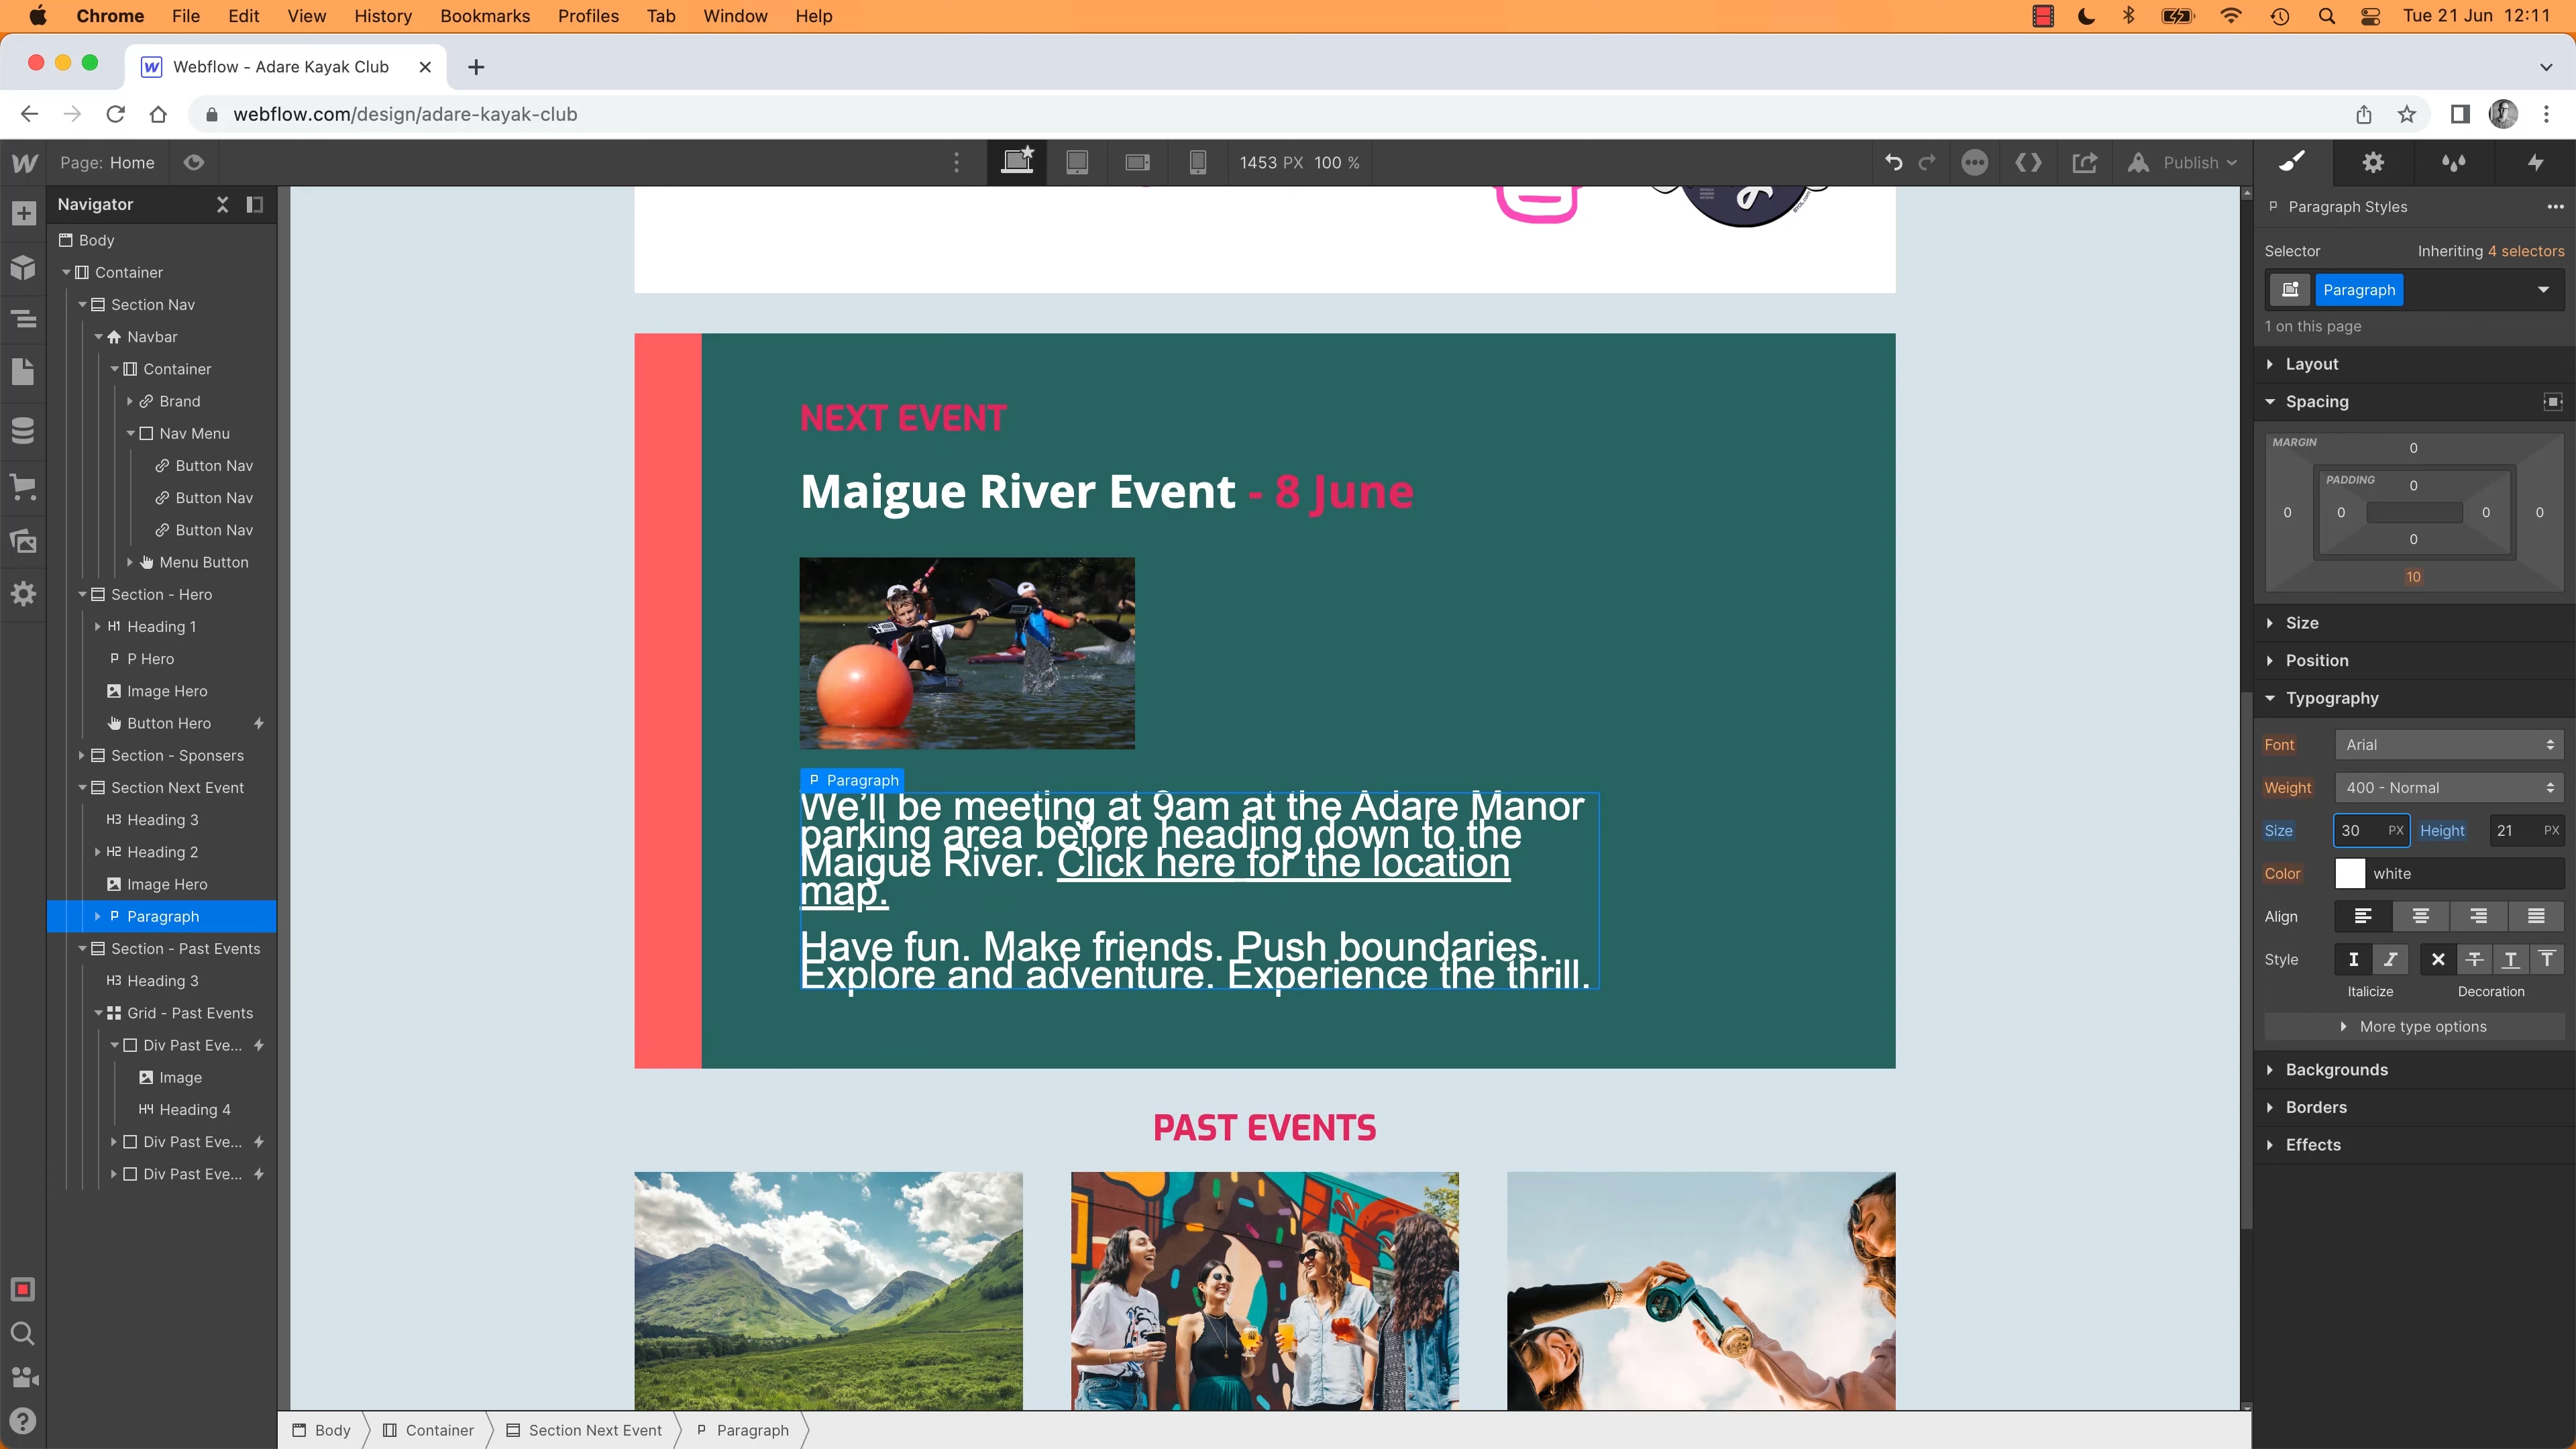 Chrome File Edit View History Bookmarks Profiles Tab Window Help Tue 21 Jun 12:11
Webflow - Adare Kayak Club
webflow.com/design/adare-kayak-club
Page: Home 1453 PX 100 % Publish
Navigator
Body
Container
Section Nav
Navbar
Container
Brand
Nav Menu
Button Nav
Button Nav
Button Nav
Menu Button
Section - Hero
H1 Heading 1
P P Hero
Image Hero
Button Hero
Section - Sponsers
Section Next Event
H3 Heading 3
H2 Heading 2
Image Hero
P Paragraph
Section - Past Events
H3 Heading 3
Grid - Past Events
Div Past Eve...
Image
H4 Heading 4
Div Past Eve...
Div Past Eve...
NEXT EVENT
Maigue River Event - 8 June
P Paragraph
We'll be meeting at 9am at the Adare Manor
parking area before heading down to the
Maigue River. Click here for the location
map.
Have fun. Make friends. Push boundaries.
Explore and adventure. Experience the thrill.
PAST EVENTS
Body Container Section Next Event P Paragraph
P Paragraph Styles
Selector Inheriting 4 selectors
Paragraph
1 on this page
Layout
Spacing
MARGIN
0
PADDING
0
0 0 0 0
0
10
Size
Position
Typography
Font Arial
Weight 400 - Normal
Size 30 PX Height 21 PX
Color white
Align
Style
Italicize Decoration
More type options
Backgrounds
Borders
Effects